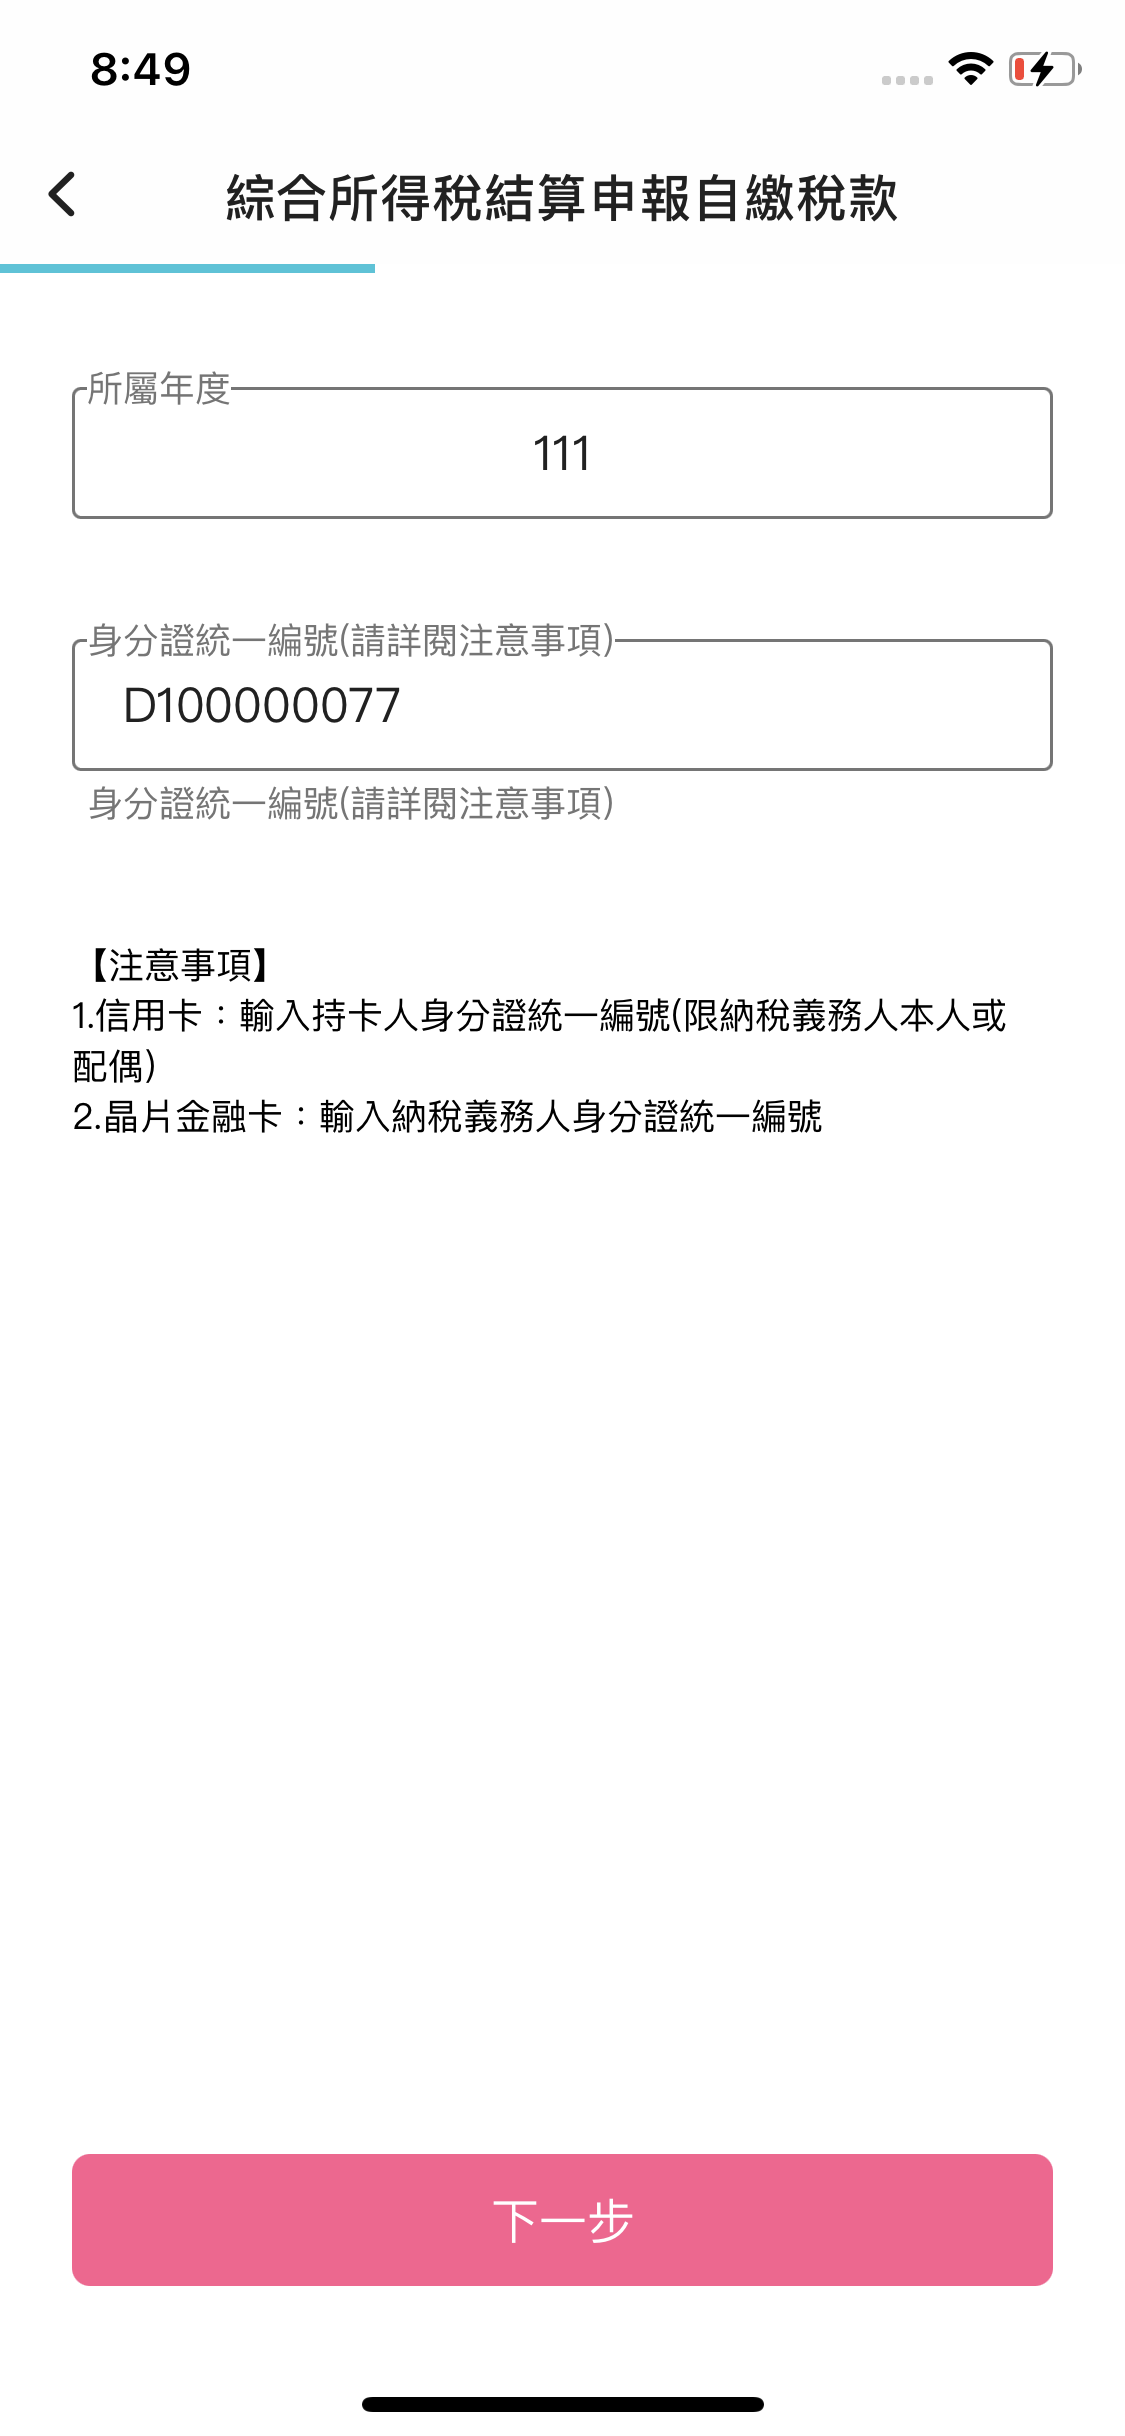 8:49
綜合所得稅結算申報自繳稅款
所屬年度
111
身分證統一編號(請詳閱注意事項)
D100000077
身分證統一編號(請詳閱注意事項)
【注意事項】
1.信用卡：輸入持卡人身分證統一編號(限納稅義務人本人或
配偶)
2.晶片金融卡：輸入納稅義務人身分證統一編號
下一步